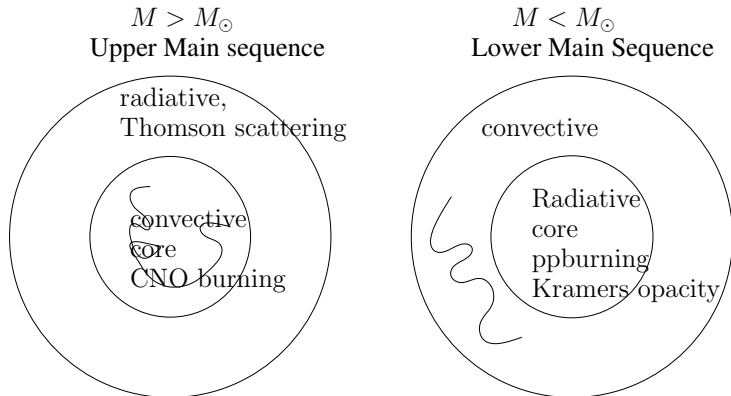 M > M⊙
Upper Main sequence
radiative,
Thomson scattering
convective
core
CNO burning
M < M⊙
Lower Main Sequence
convective
Radiative
core
ppburning
Kramers opacity